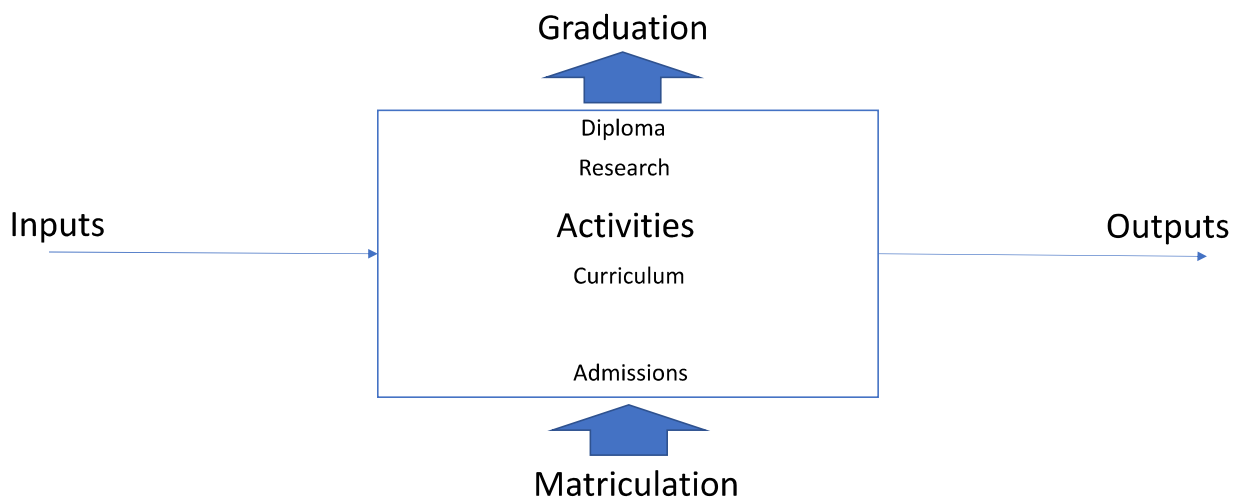 Graduation
Diploma
Research
Inputs
Activities
Outputs
Curriculum
Admissions
Matriculation